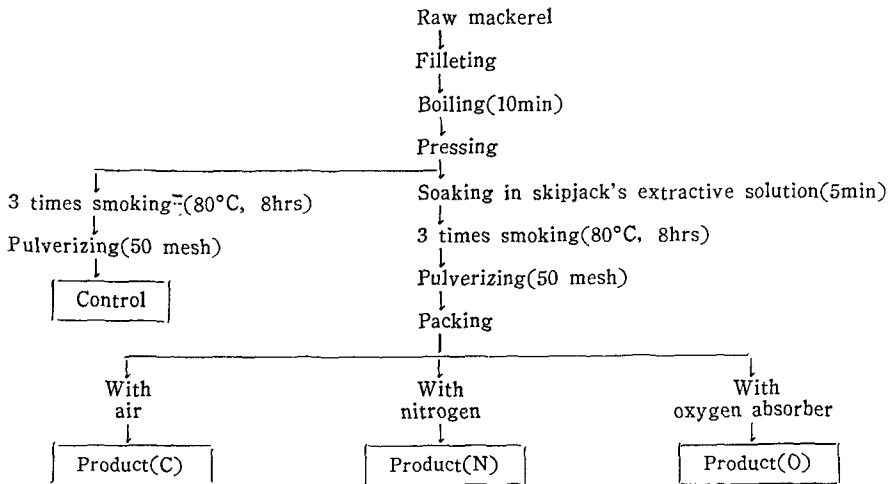 Raw mackerel
Filleting
Boiling(10min)
Pressing
3 times smoking (80°C, 8hrs)
Pulverizing(50 mesh)
Control
Soaking in skipjack's extractive solution(5min)
3 times smoking(80°C, 8hrs)
Pulverizing(50 mesh)
Packing
With
air
Product(C)
With
nitrogen
Product(N)
With
oxygen absorber
Product(O)